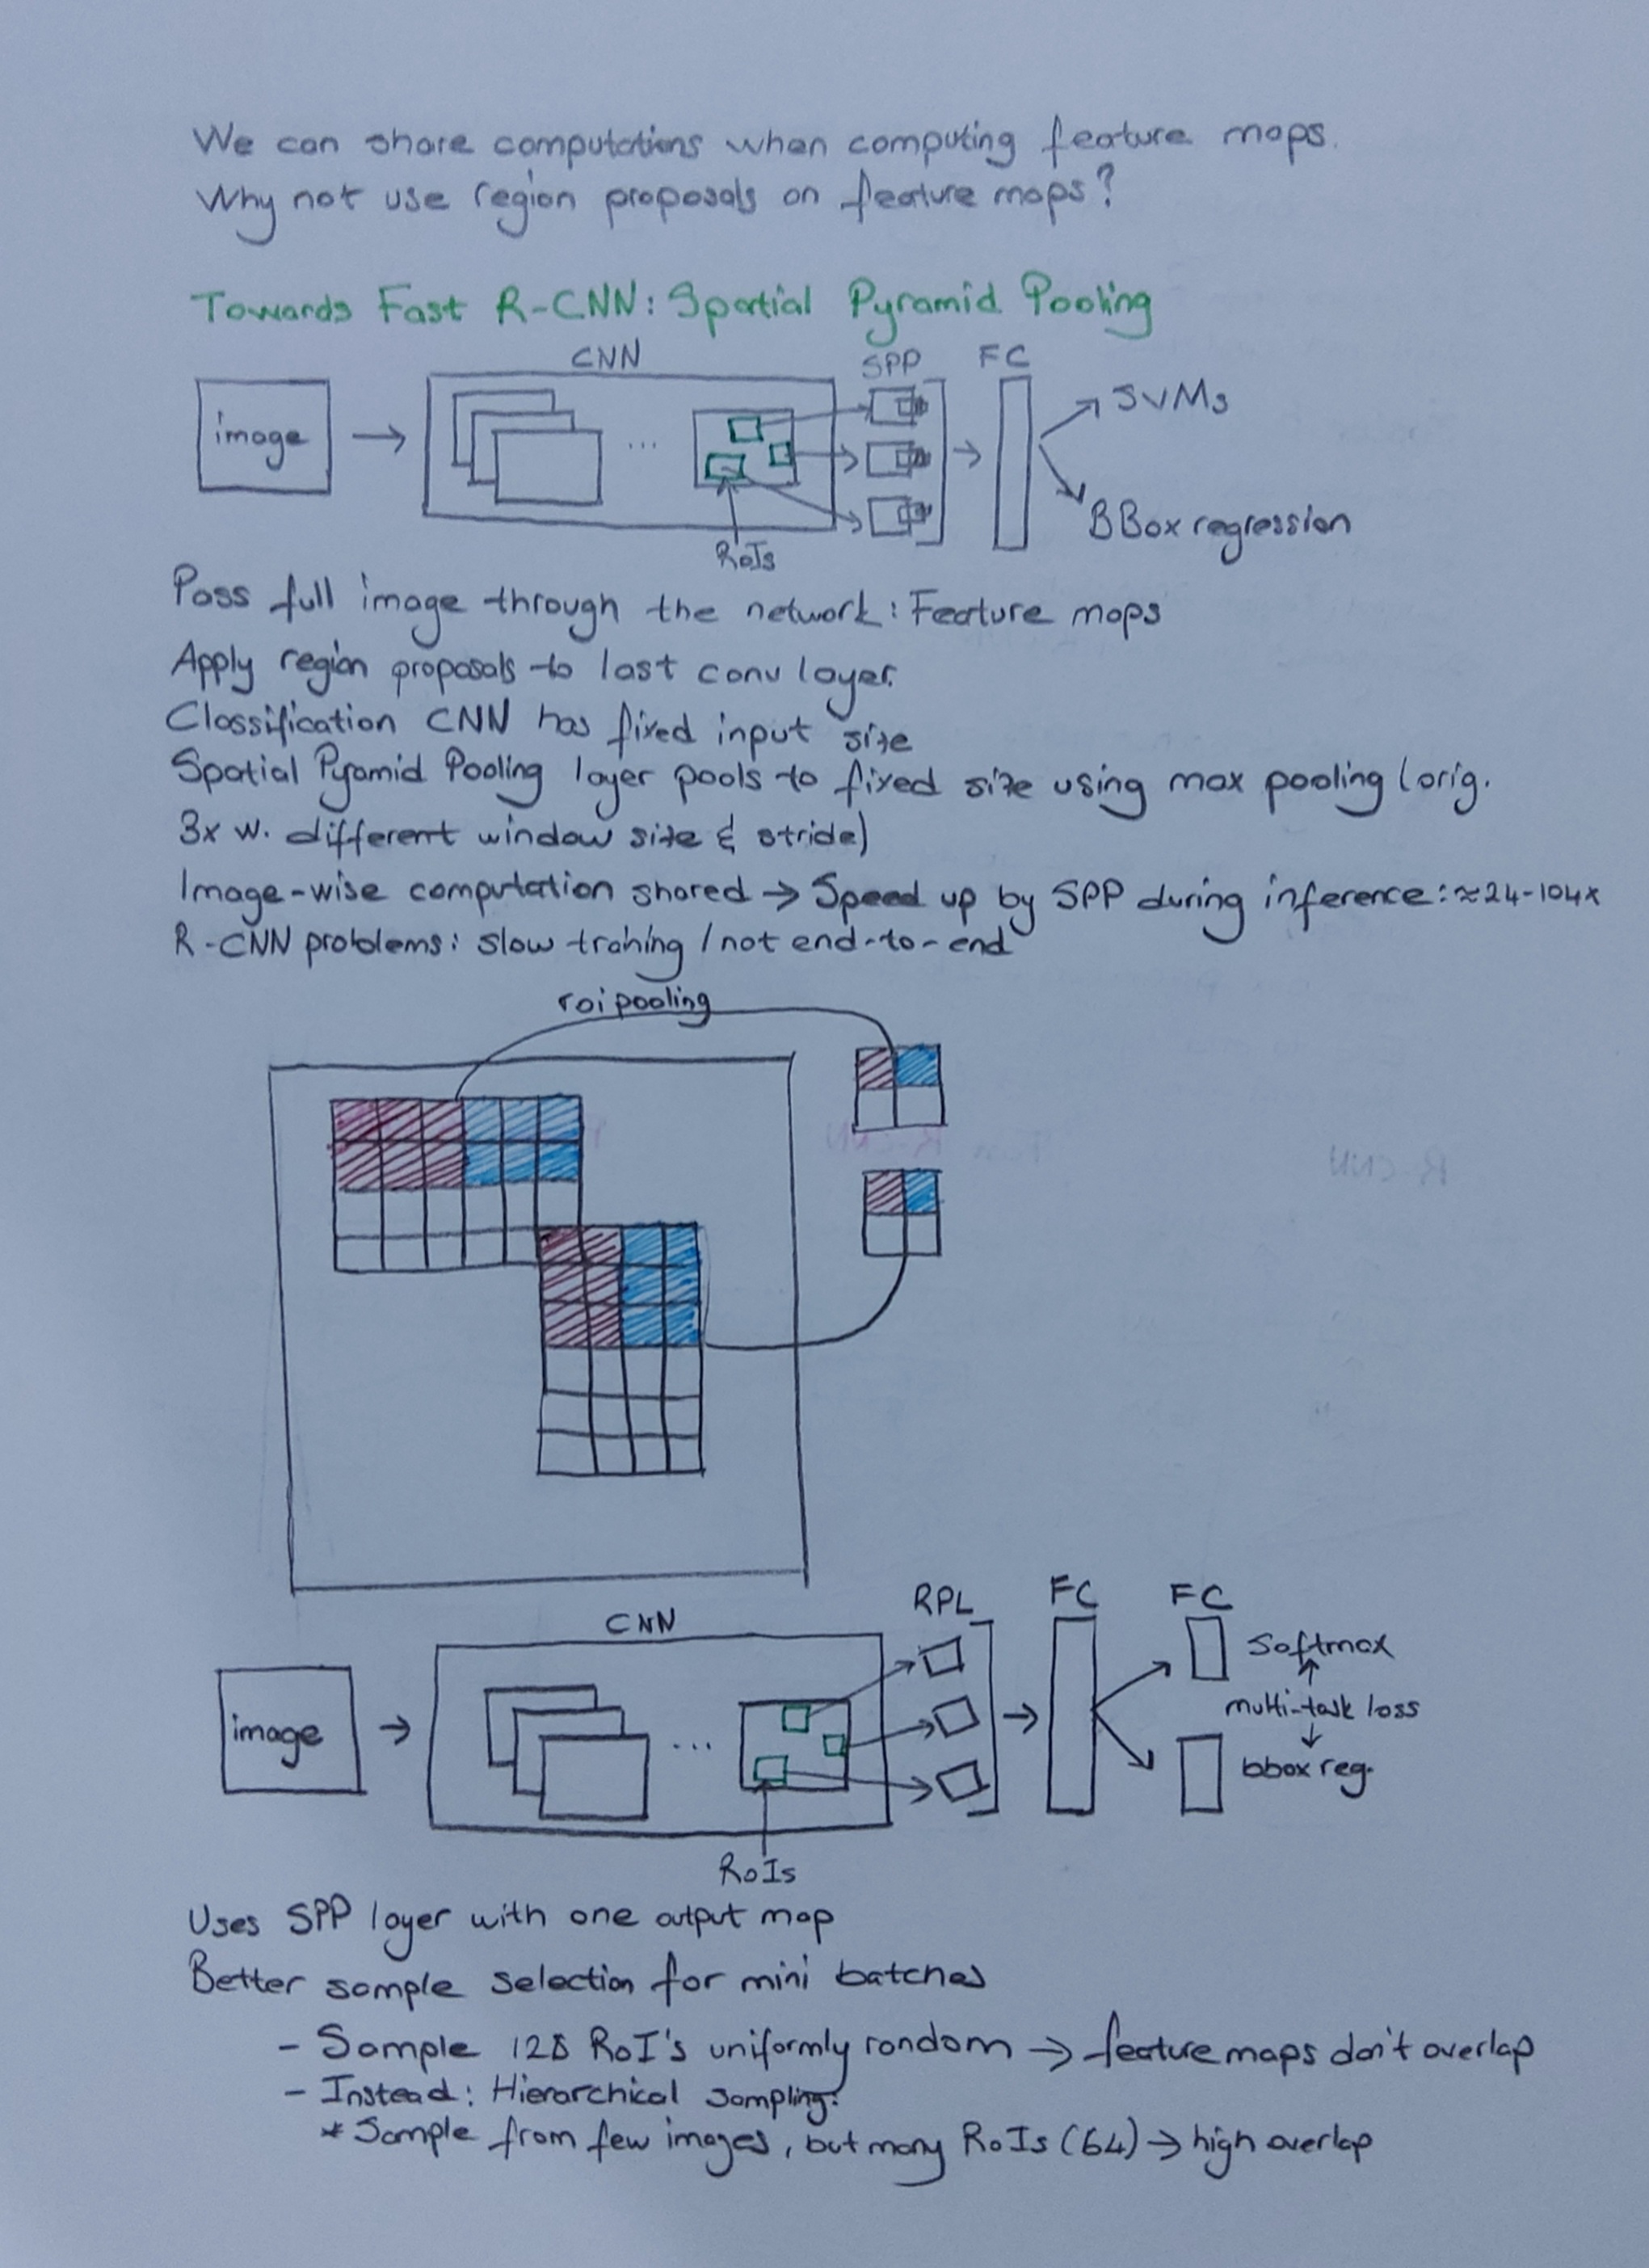 We can share computations when computing feature maps.
Why not use region proposals on feature maps?
Towards Fast R-CNN: Spatial Pyramid Pooling
CNN SPP FC
image ... SVMs
BBox regression
RoIs
Pass full image through the network: Feature maps
Apply region proposals to last conv layer.
Classification CNN has fixed input size
Spatial Pyramid Pooling layer pools to fixed size using max pooling (orig.
3x w. different window size & stride)
Image-wise computation shared → Speed up by SPP during inference: ≈24-104x
R-CNN problems: slow training / not end-to-end
roi pooling
R-CNN
CNN RPL FC FC
image ... softmax
multi-task loss
bbox reg.
RoIs
Uses SPP layer with one output map
Better sample selection for mini batches
- Sample 128 RoI's uniformly random → feature maps don't overlap
- Instead: Hierarchical sampling:
* Sample from few images, but many RoIs (64) → high overlap